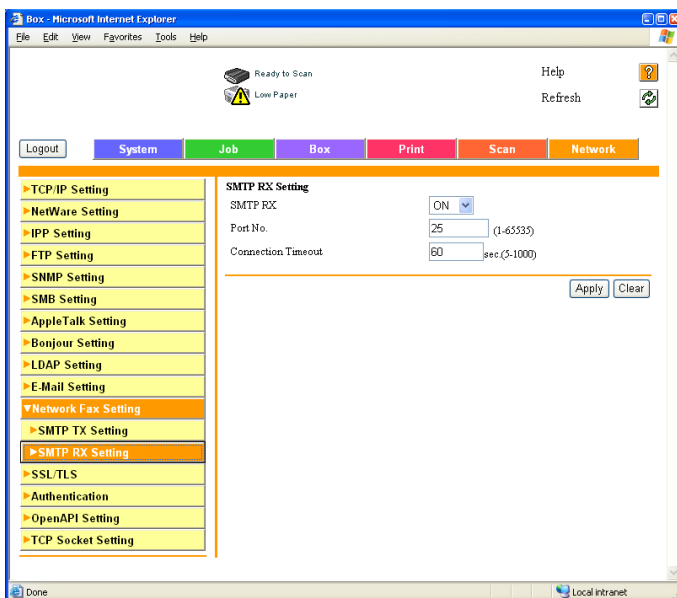 Box - Microsoft Internet Explorer
File Edit View Favorites Tools Help
Ready to Scan
Low Paper
Help ?
Refresh
Logout System Job Box Print Scan Network
TCP/IP Setting
NetWare Setting
IPP Setting
FTP Setting
SNMP Setting
SMB Setting
AppleTalk Setting
Bonjour Setting
LDAP Setting
E-Mail Setting
Network Fax Setting
SMTP TX Setting
SMTP RX Setting
SSL/TLS
Authentication
OpenAPI Setting
TCP Socket Setting
SMTP RX Setting
SMTP RX ON
Port No. 25 (1-65535)
Connection Timeout 60 sec.(5-1000)
Apply Clear
Done Local intranet